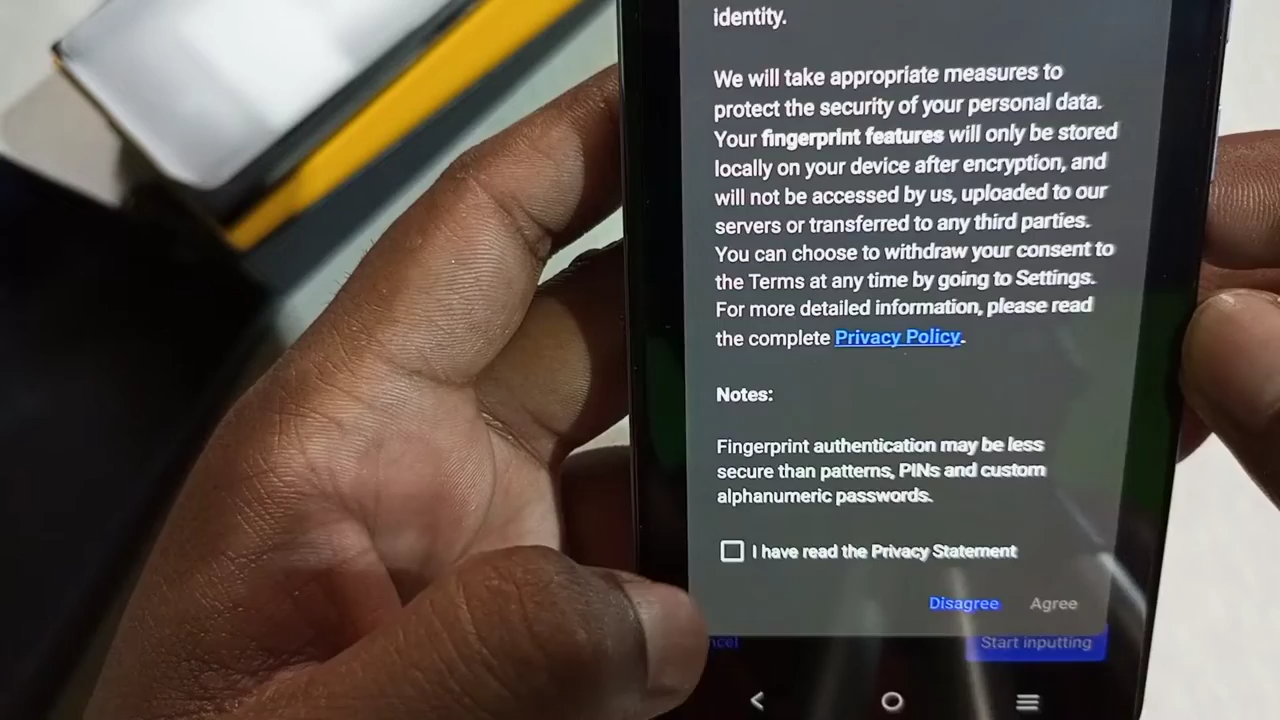 identity.
We will take appropriate measures to
protect the security of your personal data.
Your fingerprint features will only be stored
locally on your device after encryption, and
will not be accessed by us, uploaded to our
servers or transferred to any third parties.
You can choose to withdraw your consent to
the Terms at any time by going to Settings.
For more detailed information, please read
the complete Privacy Policy.
Notes:
Fingerprint authentication may be less
secure than patterns, PINs and custom
alphanumeric passwords.
I have read the Privacy Statement
Disagree Agree
ncel Start inputting